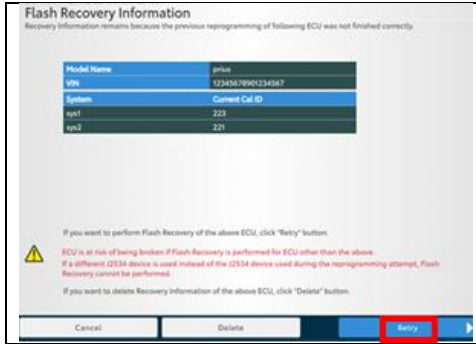 Flash Recovery Information
Recovery Information remains because the previous reprogramming of following ECU was not finished correctly.
Model Name prius
VIN 12345678901234567
System Current Cal ID
sys1 223
sys2 221
If you want to perform Flash Recovery of the above ECU, click "Retry" button.
ECU is at risk of being broken if Flash Recovery is performed for ECU other than the above.
If a different J2534 device is used instead of the J2534 device used during the reprogramming attempt, Flash
Recovery cannot be performed.
If you want to delete Recovery Information of the above ECU, click "Delete" button.
Cancel Delete Retry